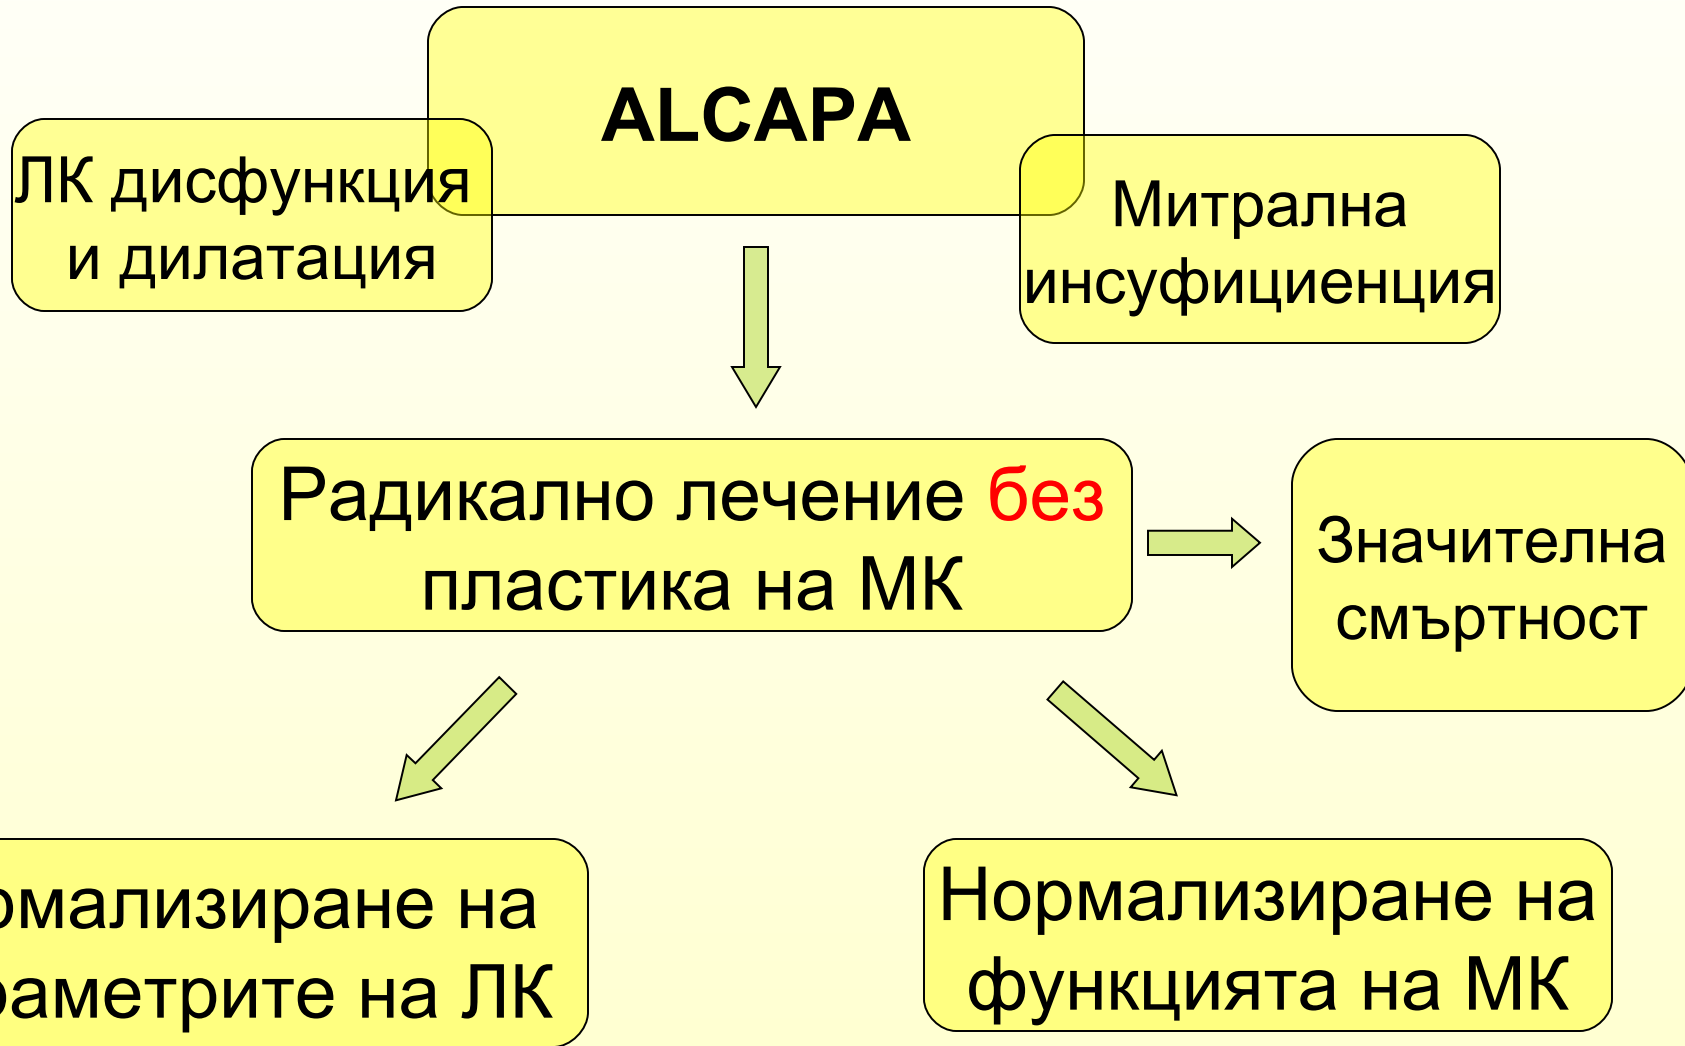 ALCAPA
ЛК дисфункция
и дилатация
Митрална
инсуфициенция
Радикално лечение без
пластика на МК
Значителна
смъртност
рмализиране на
раметрите на ЛК
Нормализиране на
функцията на МК